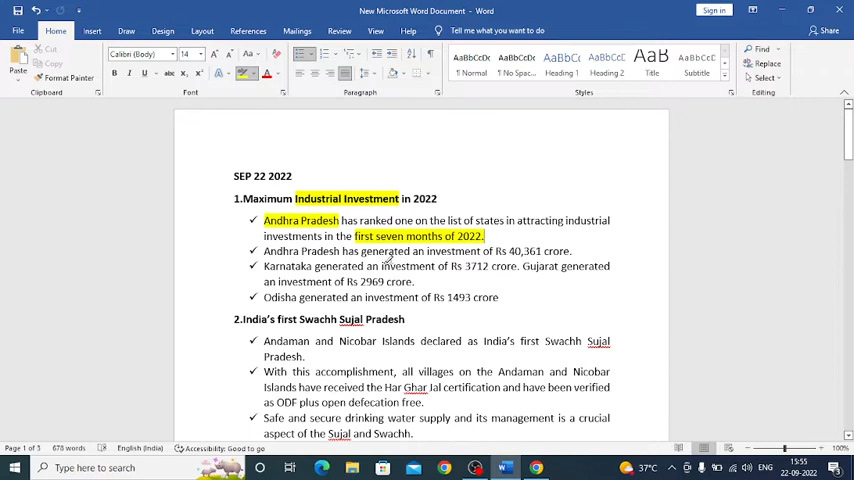 New Microsoft Word Document - Word
Sign in
File Home Insert Draw Design Layout References Mailings Review View Help Tell me what you want to do Share
Cut
Copy
Format Painter
Paste
Calibri (Body) 14
AaBbCcDc AaBbCcDc AaBbCc AaBbCcC AaB AaBbCcD
¶ Normal ¶ No Spac... Heading 1 Heading 2 Title Subtitle
Find
Replace
Select
Clipboard Font Paragraph Styles Editing
SEP 22 2022
1.Maximum Industrial Investment in 2022
✓ Andhra Pradesh has ranked one on the list of states in attracting industrial
investments in the first seven months of 2022.
✓ Andhra Pradesh has generated an investment of Rs 40,361 crore.
✓ Karnataka generated an investment of Rs 3712 crore. Gujarat generated
an investment of Rs 2969 crore.
✓ Odisha generated an investment of Rs 1493 crore
2.India's first Swachh Sujal Pradesh
✓ Andaman and Nicobar Islands declared as India's first Swachh Sujal
Pradesh.
✓ With this accomplishment, all villages on the Andaman and Nicobar
Islands have received the Har Ghar Jal certification and have been verified
as ODF plus open defecation free.
✓ Safe and secure drinking water supply and its management is a crucial
aspect of the Sujal and Swachh.
Page 1 of 3 678 words English (India) Accessibility: Good to go 100%
Type here to search
37°C
ENG
15:55
22-09-2022